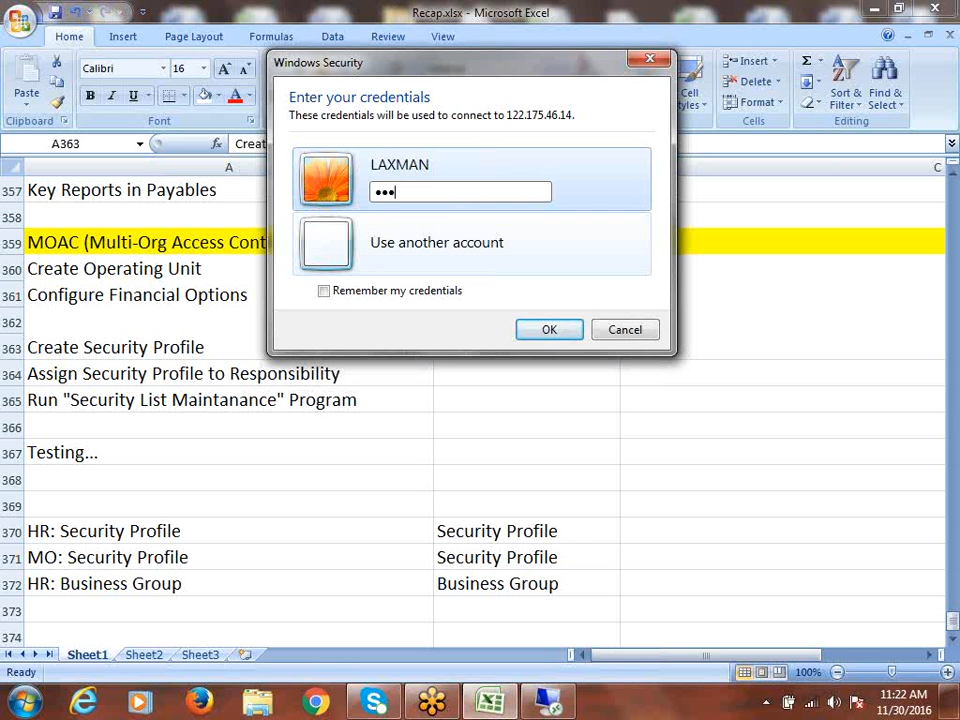 Recap.xlsx - Microsoft Excel
Home Insert Page Layout Formulas Data Review View
Paste
Clipboard
Calibri 16
B I U
Font
Cell
Styles
Insert
Delete
Format
Cells
Sort &
Filter
Find &
Select
Editing
A363
fx
Creat
A
C
Windows Security
Enter your credentials
These credentials will be used to connect to 122.175.46.14.
LAXMAN
•••
Use another account
Remember my credentials
OK
Cancel
357 Key Reports in Payables
358
359 MOAC (Multi-Org Access Cont
360 Create Operating Unit
361 Configure Financial Options
362
363 Create Security Profile
364 Assign Security Profile to Responsibility
365 Run "Security List Maintanance" Program
366
367 Testing...
368
369
370 HR: Security Profile Security Profile
371 MO: Security Profile Security Profile
372 HR: Business Group Business Group
373
374
Sheet1 Sheet2 Sheet3
Ready
100%
11:22 AM
11/30/2016